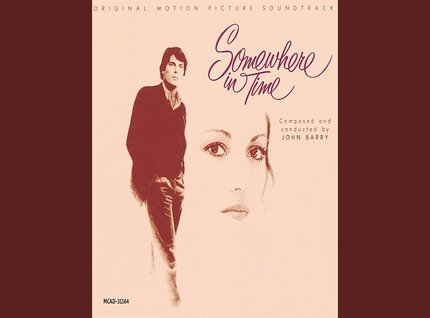 ORIGINAL MOTION PICTURE SOUNDTRACK
Somewhere
in Time
Composed and
conducted by
JOHN BARRY
MCAD-31164